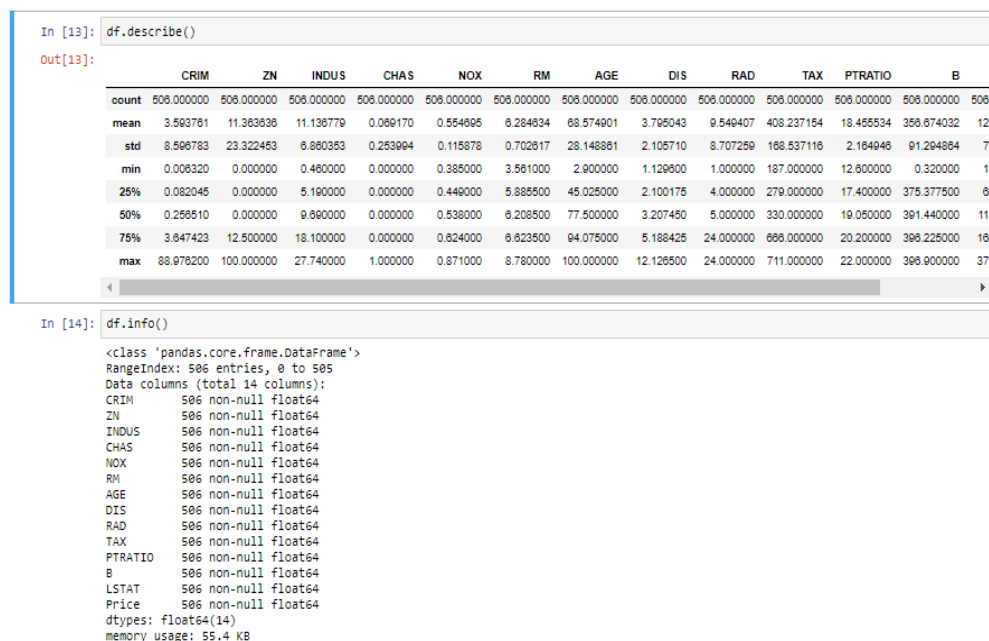 In [13]: df.describe()
Out[13]:
CRIM ZN INDUS CHAS NOX RM AGE DIS RAD TAX PTRATIO B
count 506.000000 506.000000 506.000000 506.000000 506.000000 506.000000 506.000000 506.000000 506.000000 506.000000 506.000000 506.000000 506
mean 3.593761 11.363636 11.136779 0.069170 0.554695 6.284634 68.574901 3.795043 9.549407 408.237154 18.455534 356.674032 12
std 8.596783 23.322453 6.860353 0.253994 0.115878 0.702617 28.148861 2.105710 8.707259 168.537116 2.164946 91.294864 7
min 0.006320 0.000000 0.460000 0.000000 0.385000 3.561000 2.900000 1.129600 1.000000 187.000000 12.600000 0.320000 1
25% 0.082045 0.000000 5.190000 0.000000 0.449000 5.885500 45.025000 2.100175 4.000000 279.000000 17.400000 375.377500 6
50% 0.256510 0.000000 9.690000 0.000000 0.538000 6.208500 77.500000 3.207450 5.000000 330.000000 19.050000 391.440000 11
75% 3.647423 12.500000 18.100000 0.000000 0.624000 6.623500 94.075000 5.188425 24.000000 666.000000 20.200000 396.225000 16
max 88.976200 100.000000 27.740000 1.000000 0.871000 8.780000 100.000000 12.126500 24.000000 711.000000 22.000000 396.900000 37
In [14]: df.info()
<class 'pandas.core.frame.DataFrame'>
RangeIndex: 506 entries, 0 to 505
Data columns (total 14 columns):
CRIM 506 non-null float64
ZN 506 non-null float64
INDUS 506 non-null float64
CHAS 506 non-null float64
NOX 506 non-null float64
RM 506 non-null float64
AGE 506 non-null float64
DIS 506 non-null float64
RAD 506 non-null float64
TAX 506 non-null float64
PTRATIO 506 non-null float64
B 506 non-null float64
LSTAT 506 non-null float64
Price 506 non-null float64
dtypes: float64(14)
memory usage: 55.4 KB